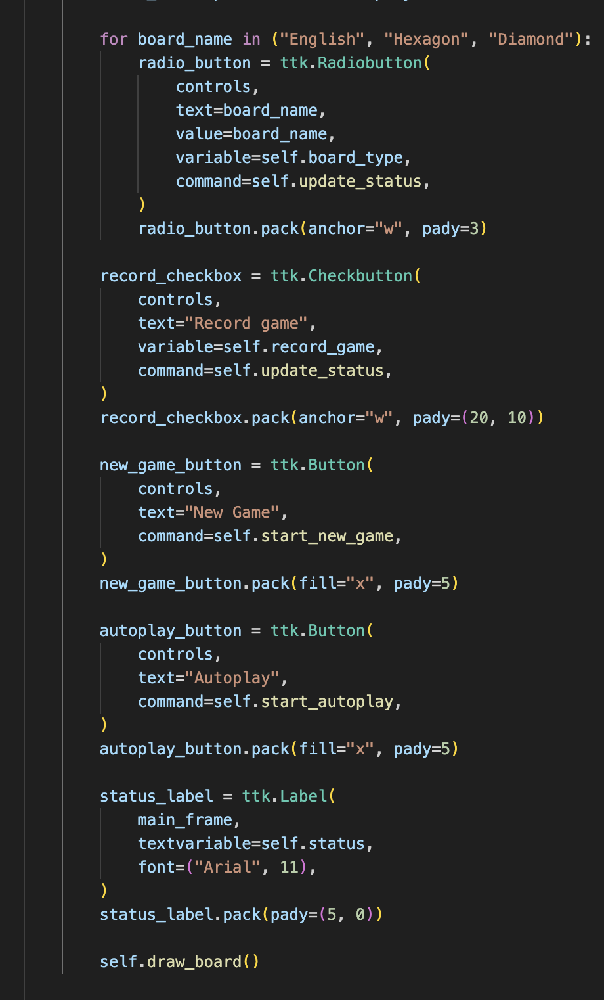 for board_name in ("English", "Hexagon", "Diamond"):
    radio_button = ttk.Radiobutton(
        controls,
        text=board_name,
        value=board_name,
        variable=self.board_type,
        command=self.update_status,
    )
    radio_button.pack(anchor="w", pady=3)

record_checkbox = ttk.Checkbutton(
    controls,
    text="Record game",
    variable=self.record_game,
    command=self.update_status,
)
record_checkbox.pack(anchor="w", pady=(20, 10))

new_game_button = ttk.Button(
    controls,
    text="New Game",
    command=self.start_new_game,
)
new_game_button.pack(fill="x", pady=5)

autoplay_button = ttk.Button(
    controls,
    text="Autoplay",
    command=self.start_autoplay,
)
autoplay_button.pack(fill="x", pady=5)

status_label = ttk.Label(
    main_frame,
    textvariable=self.status,
    font=("Arial", 11),
)
status_label.pack(pady=(5, 0))

self.draw_board()